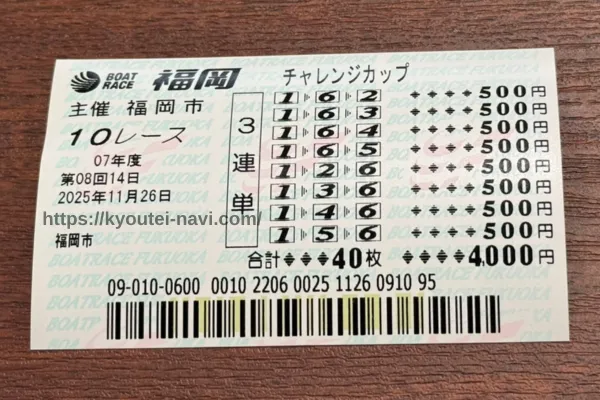 BOAT RACE 福岡 チャレンジカップ
主催 福岡市
10レース
07年度
第08回14日
2025年11月26日
https://kyoutei-navi.com/
福岡市
3連単
1 6 2 500円
1 6 3 500円
1 6 4 500円
1 6 5 500円
1 2 6 500円
1 3 6 500円
1 4 6 500円
1 5 6 500円
合計 40枚 4,000円
09-010-0600 0010 2206 0025 1126 0910 95